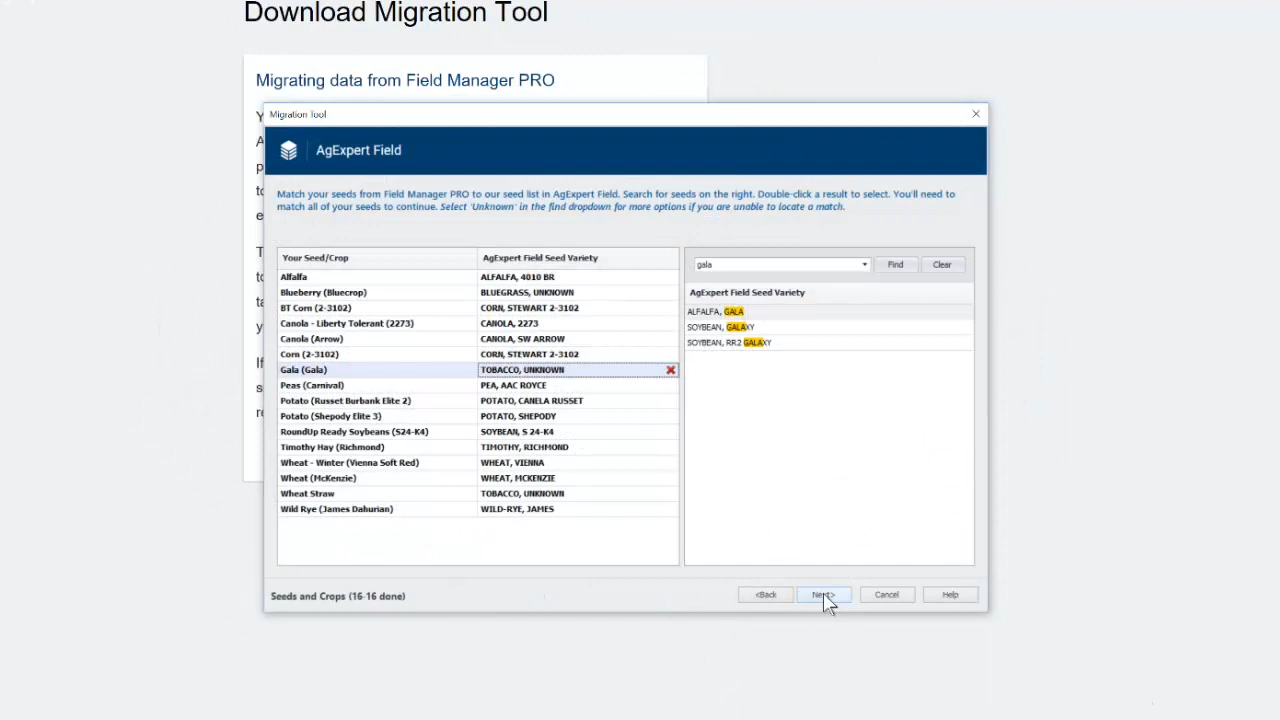 Download Migration Tool
Migrating data from Field Manager PRO
Migration Tool
AgExpert Field
Match your seeds from Field Manager PRO to our seed list in AgExpert Field. Search for seeds on the right. Double-click a result to select. You'll need to
match all of your seeds to continue. Select 'Unknown' in the find dropdown for more options if you are unable to locate a match.
Your Seed/Crop AgExpert Field Seed Variety
Alfalfa ALFALFA, 4010 BR
Blueberry (Bluecrop) BLUEGRASS, UNKNOWN
BT Corn (2-3102) CORN, STEWART 2-3102
Canola - Liberty Tolerant (2273) CANOLA, 2273
Canola (Arrow) CANOLA, SW ARROW
Corn (2-3102) CORN, STEWART 2-3102
Gala (Gala) TOBACCO, UNKNOWN
Peas (Carnival) PEA, AAC ROYCE
Potato (Russet Burbank Elite 2) POTATO, CANELA RUSSET
Potato (Shepody Elite 3) POTATO, SHEPODY
RoundUp Ready Soybeans (S24-K4) SOYBEAN, S 24-K4
Timothy Hay (Richmond) TIMOTHY, RICHMOND
Wheat - Winter (Vienna Soft Red) WHEAT, VIENNA
Wheat (McKenzie) WHEAT, MCKENZIE
Wheat Straw TOBACCO, UNKNOWN
Wild Rye (James Dahurian) WILD-RYE, JAMES
gala Find Clear
AgExpert Field Seed Variety
ALFALFA, GALA
SOYBEAN, GALAXY
SOYBEAN, RR2 GALAXY
Seeds and Crops (16-16 done) <Back Next> Cancel Help